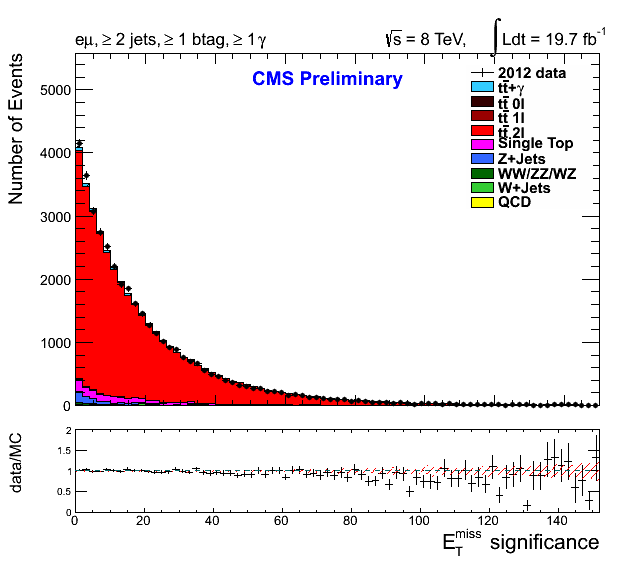 eμ, ≥ 2 jets, ≥ 1 btag, ≥ 1 γ
√s = 8 TeV, ∫ Ldt = 19.7 fb⁻¹
CMS Preliminary
2012 data
tt̄+γ
tt̄ 0l
tt̄ 1l
tt̄ 2l
Single Top
Z+Jets
WW/ZZ/WZ
W+Jets
QCD
Number of Events
5000
4000
3000
2000
1000
0
data/MC
2
1.5
1
0.5
0
0 20 40 60 80 100 120 140
E_T^miss significance